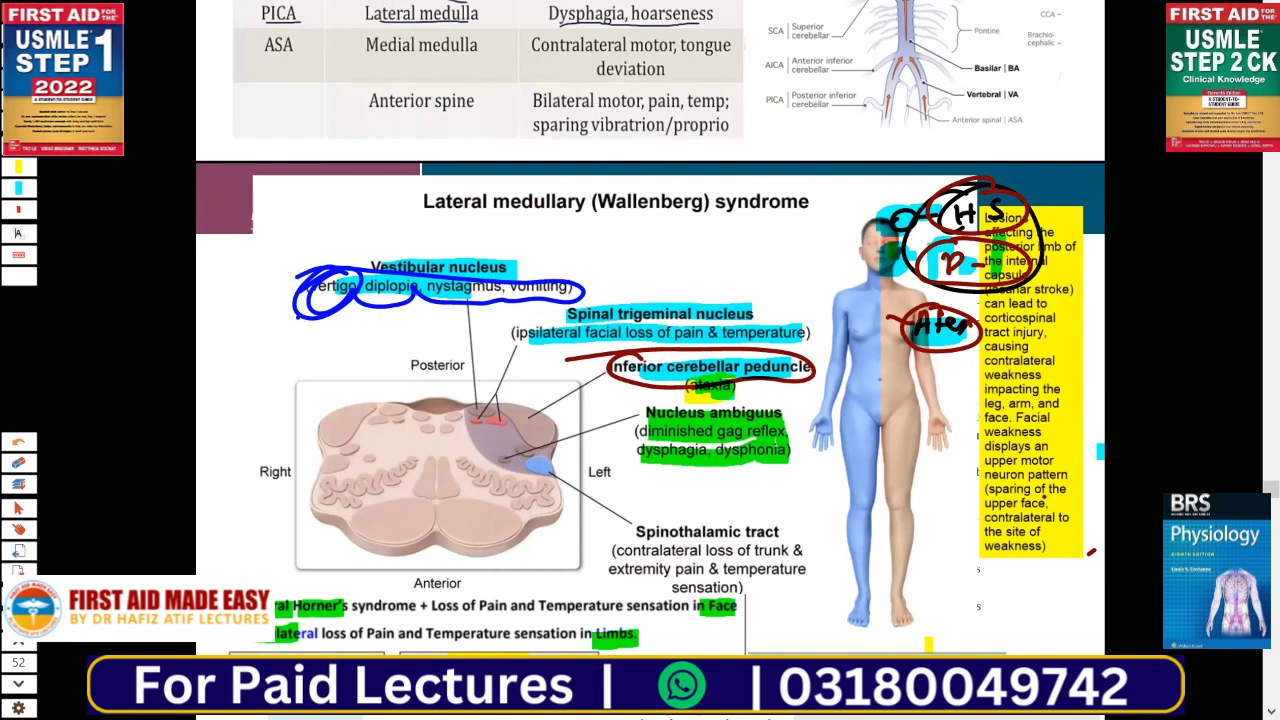 FIRST AID FOR THE
USMLE
STEP 1
2022
PICA
Lateral medulla
Dysphagia, hoarseness
ASA
Medial medulla
Contralateral motor, tongue
deviation
Anterior spine
Bilateral motor, pain, temp;
sparing vibratrion/proprio
SCA
Superior
cerebellar
AICA
Anterior inferior
cerebellar
PICA
Posterior inferior
cerebellar
Pontine
CCA
Brachio-
cephalic
Basilar | BA
Vertebral | VA
Anterior spinal | ASA
FIRST AID FOR THE
USMLE
STEP 2 CK
Clinical Knowledge
Lateral medullary (Wallenberg) syndrome
Vestibular nucleus
ertigo, diplopie, nystagmus, vomiting)
Spinal trigeminal nucleus
(ipsilateral facial loss of pain & temperature)
nferior cerebellar peduncle
(ataxia)
Nucleus ambiguus
(diminished gag reflex,
dysphagia, dysphonia)
Posterior
Right
Left
Anterior
Spinothalamic tract
(contralateral loss of trunk &
extremity pain & temperature
sensation)
H S
Lesions
affecting the
posterior limb of
the internal
capsule
(lacunar stroke)
can lead to
corticospinal
tract injury,
causing
contralateral
weakness
impacting the
leg, arm, and
face. Facial
weakness
displays an
upper motor
neuron pattern
(sparing of the
upper face,
contralateral to
the site of
weakness)
BRS
Physiology
FIRST AID MADE EASY
BY DR HAFIZ ATIF LECTURES
ral Horner's syndrome + Loss of Pain and Temperature sensation in Face
lateral loss of Pain and Temperature sensation in Limbs.
52
For Paid Lectures | | 03180049742